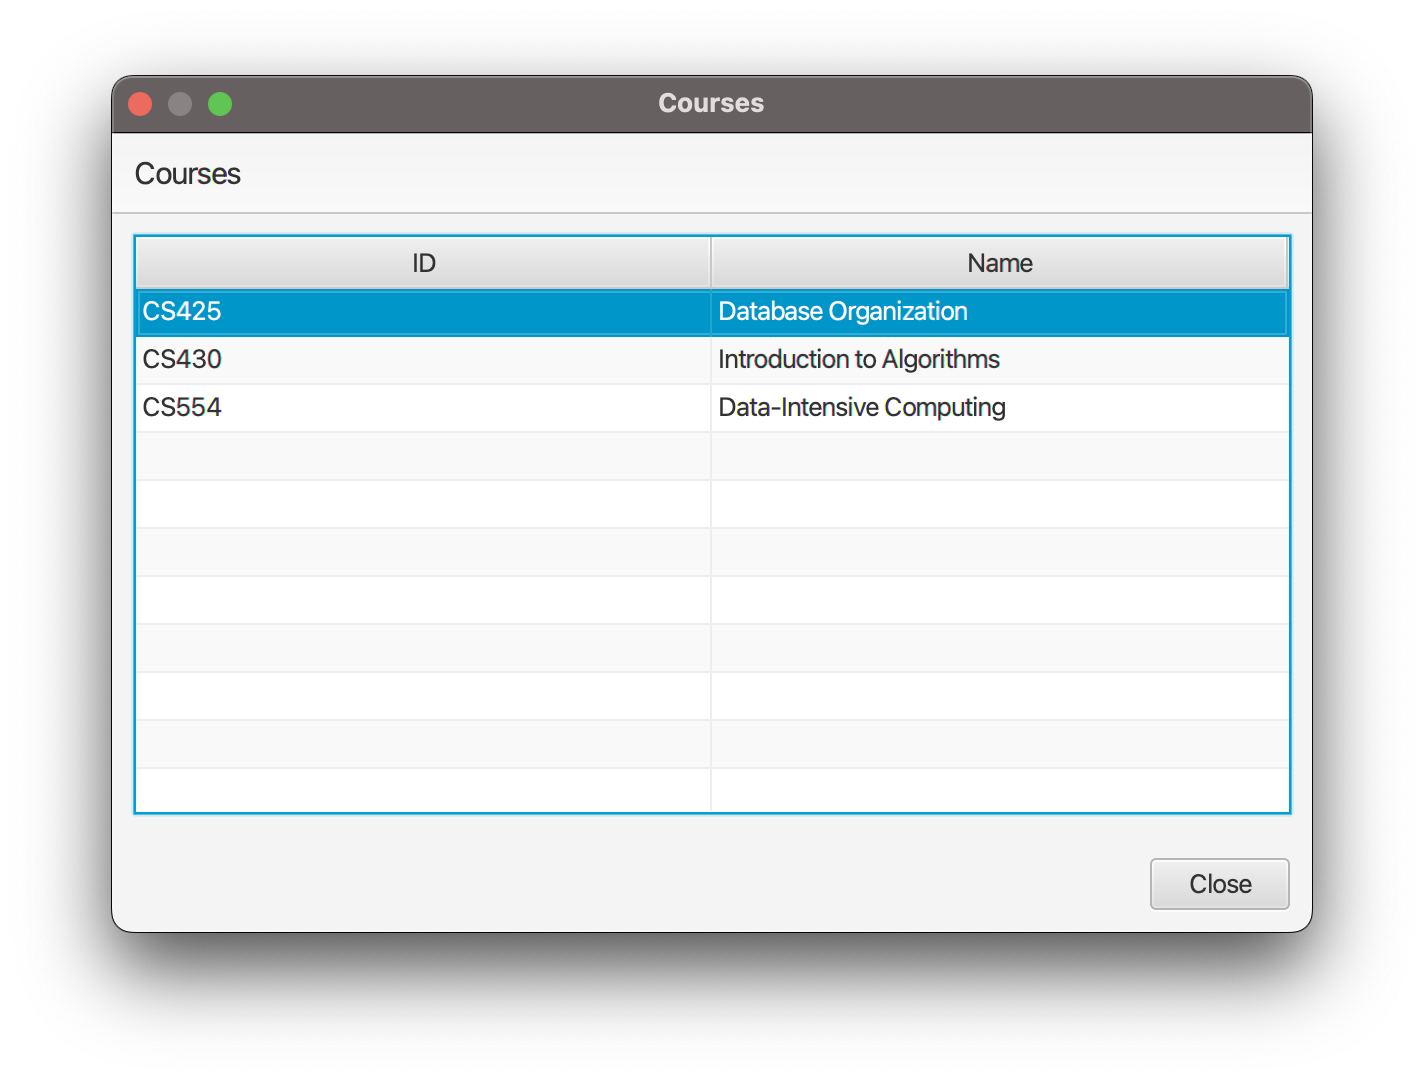 Courses
Courses
ID Name
CS425 Database Organization
CS430 Introduction to Algorithms
CS554 Data-Intensive Computing
Close